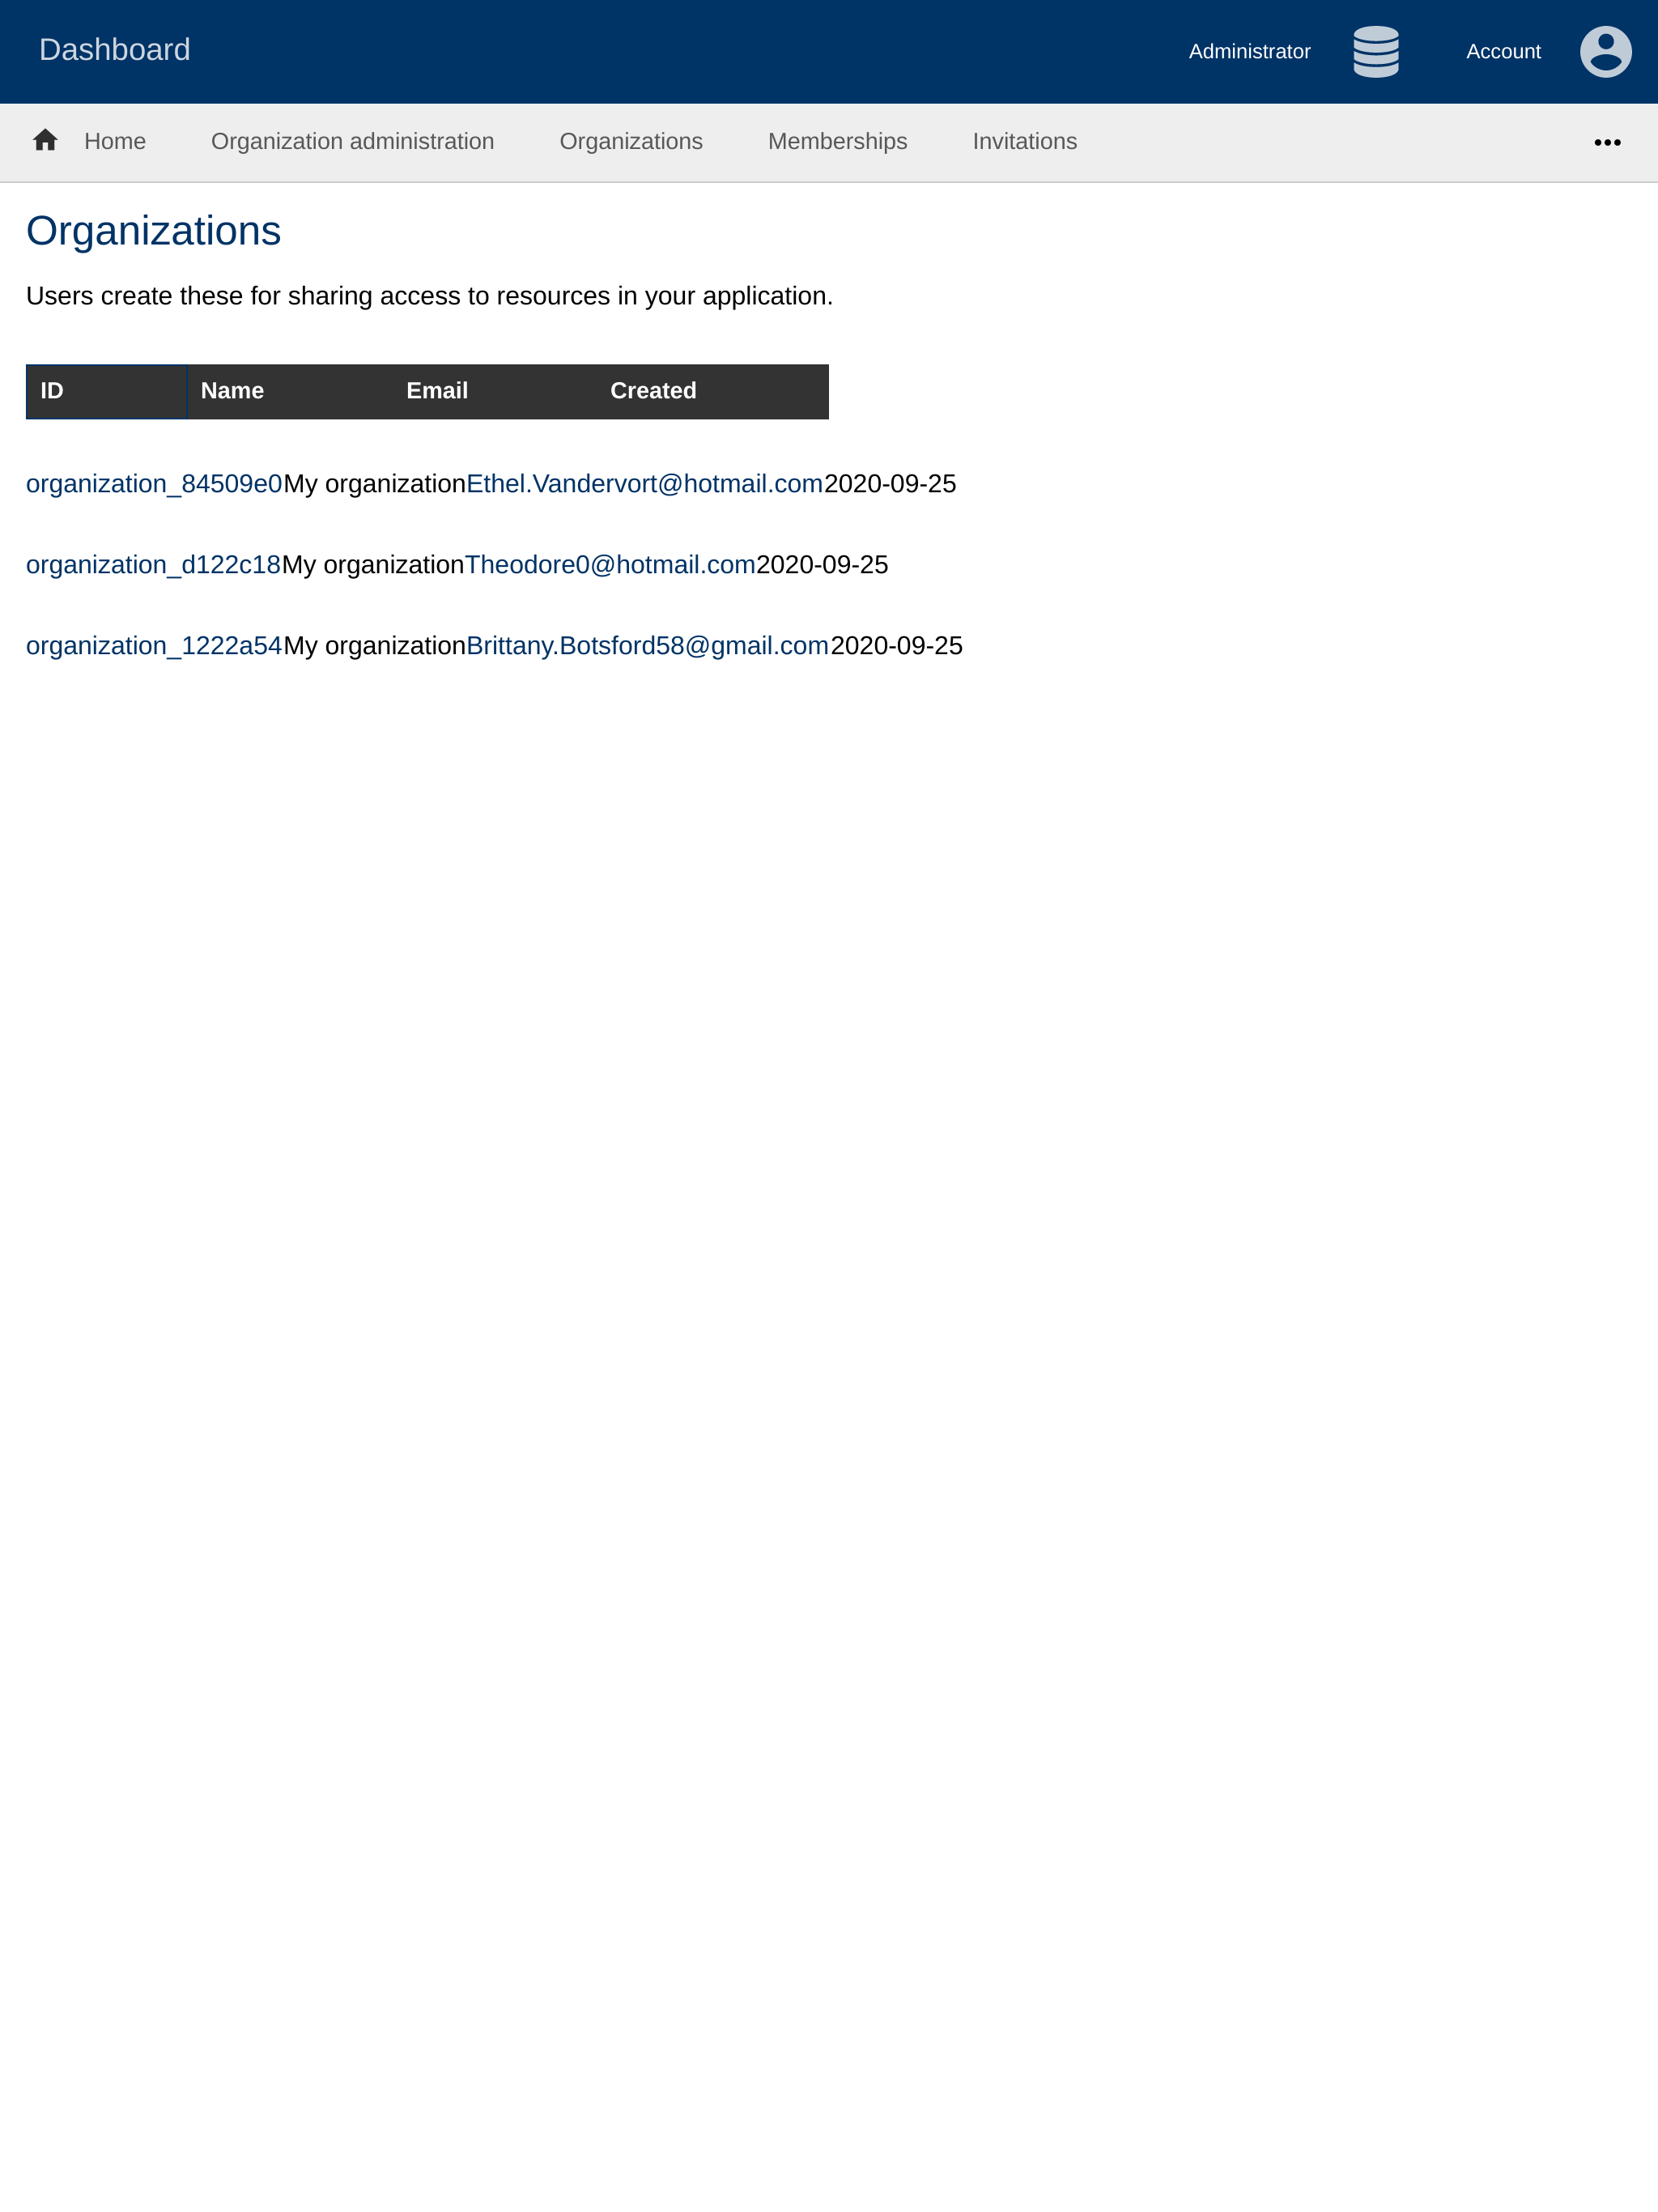 Dashboard Administrator Account
Home Organization administration Organizations Memberships Invitations
Organizations
Users create these for sharing access to resources in your application.
ID Name Email Created
organization_84509e0My organizationEthel.Vandervort@hotmail.com2020-09-25
organization_d122c18My organizationTheodore0@hotmail.com2020-09-25
organization_1222a54My organizationBrittany.Botsford58@gmail.com2020-09-25